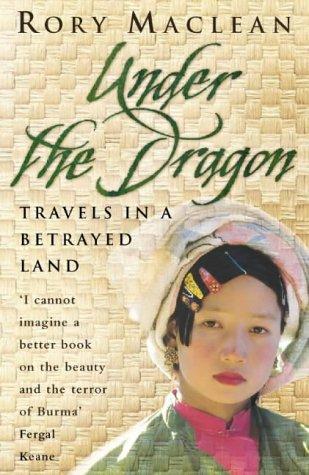 RORY MACLEAN
Under
the Dragon
TRAVELS IN A
BETRAYED
LAND
'I cannot
imagine a
better book
on the beauty
and the terror
of Burma'
Fergal
Keane